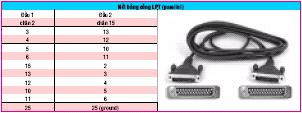 Nối bằng cổng LPT (parallel)
Đầu 1 Đầu 2
chân 2 chân 15
3 13
4 12
5 10
6 11
15 2
13 3
12 4
10 5
11 6
25 25 (ground)